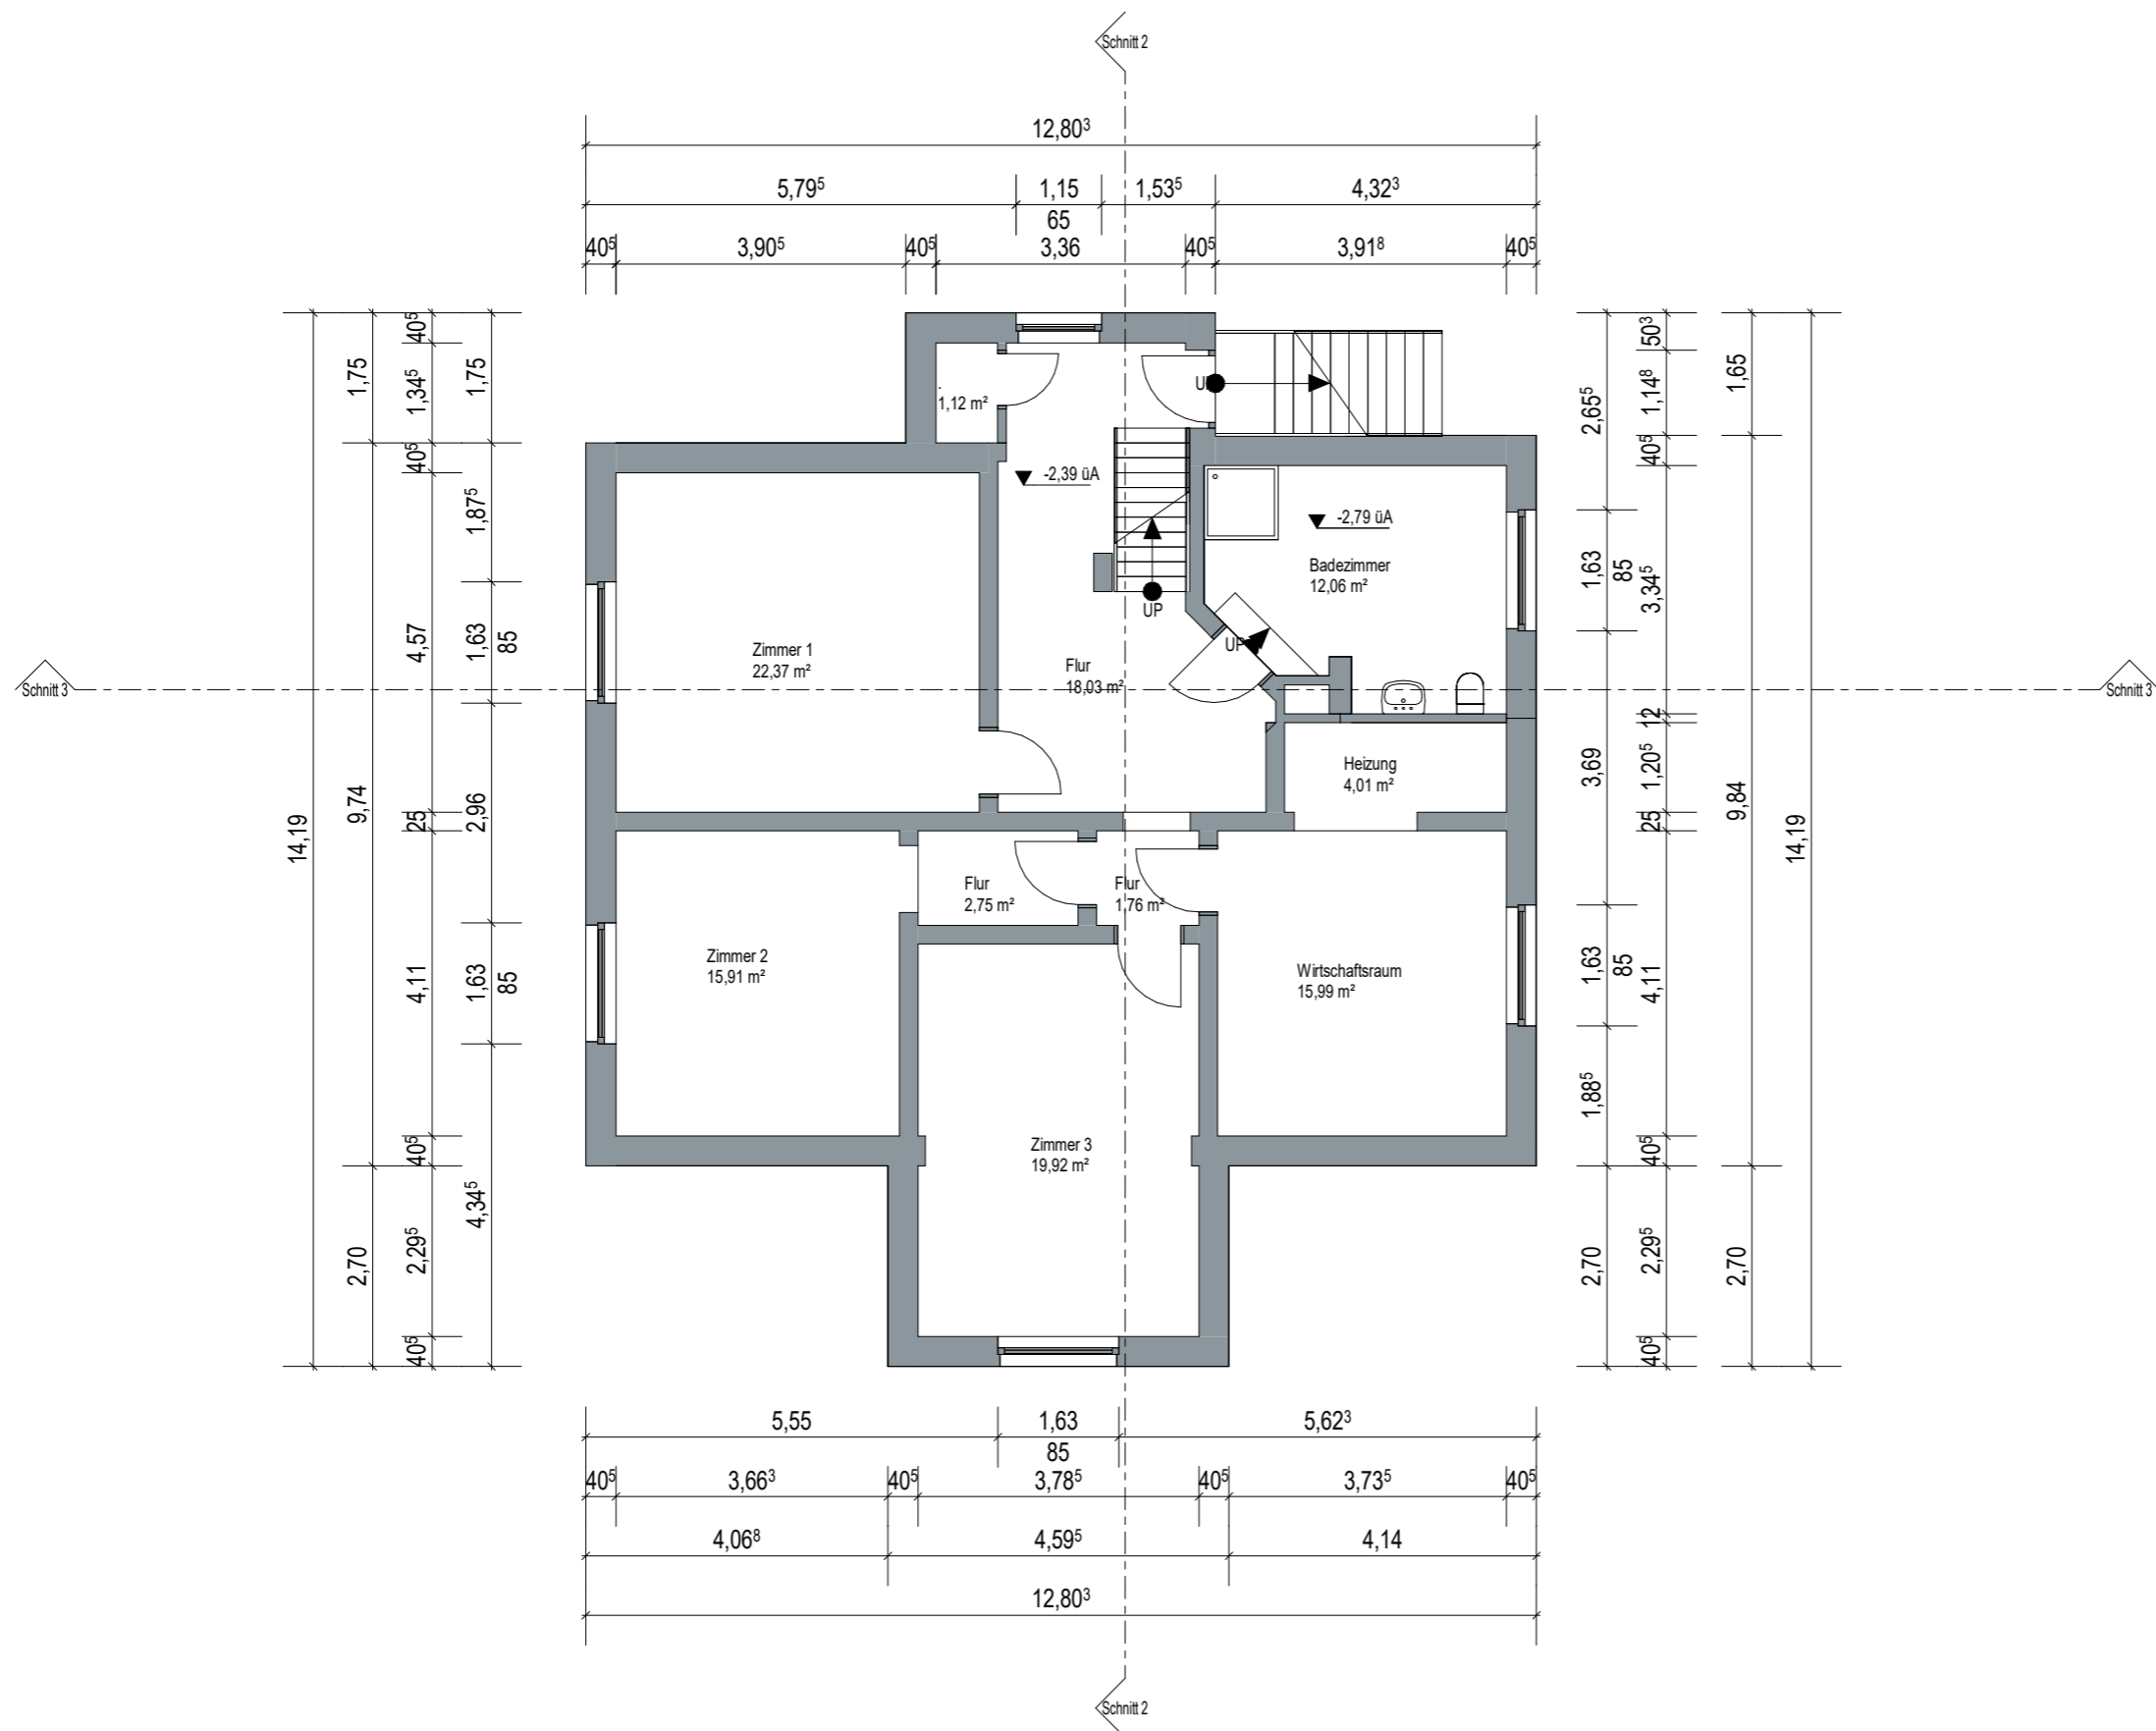 Schnitt 2
12,80³
5,79⁵ 1,15 1,53⁵ 4,32³
65
40⁵ 3,90⁵ 40⁵ 3,36 40⁵ 3,91⁸ 40⁵
14,19
1,75
9,74
2,70
40⁵
1,34⁵
40⁵
4,57
25
4,11
40⁵
2,29⁵
40⁵
1,75
1,87⁵
1,63
85
2,96
1,63
85
4,34⁵
.
1,12 m²
UP
-2,39 üA
-2,79 üA
Badezimmer
12,06 m²
UP
UP
Zimmer 1
22,37 m²
Flur
18,03 m²
Schnitt 3
Schnitt 3
Heizung
4,01 m²
Flur
2,75 m²
Flur
1,76 m²
Zimmer 2
15,91 m²
Wirtschaftsraum
15,99 m²
Zimmer 3
19,92 m²
2,65⁵
1,63
85
3,69
1,63
85
1,88⁵
2,70
50³
1,14⁸
40⁵
3,34⁵
12
1,20⁵
25
4,11
40⁵
2,29⁵
40⁵
1,65
9,84
2,70
14,19
5,55 1,63 5,62³
85
40⁵ 3,66³ 40⁵ 3,78⁵ 40⁵ 3,73⁵ 40⁵
4,06⁸ 4,59⁵ 4,14
12,80³
Schnitt 2